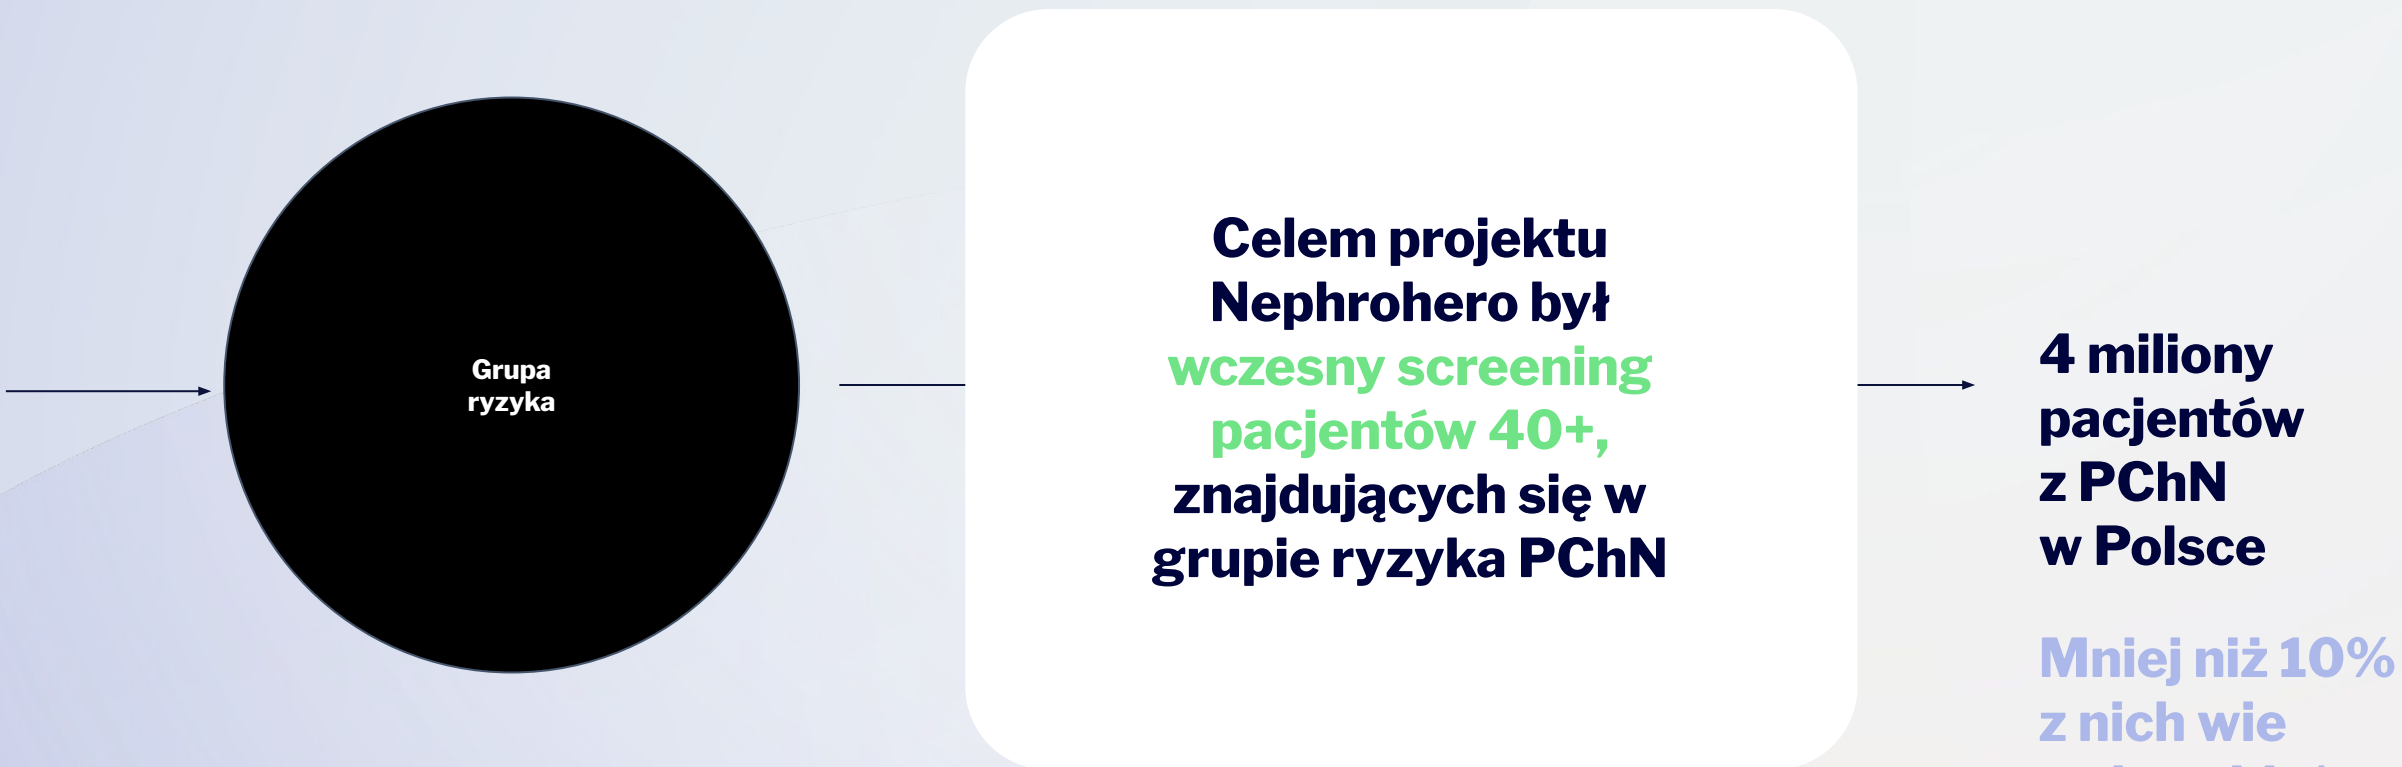 Grupa
ryzyka
Celem projektu
Nephrohero był
wczesny screening
pacjentów 40+,
znajdujących się w
grupie ryzyka PChN
4 miliony
pacjentów
z PChN
w Polsce
Mniej niż 10%
z nich wie